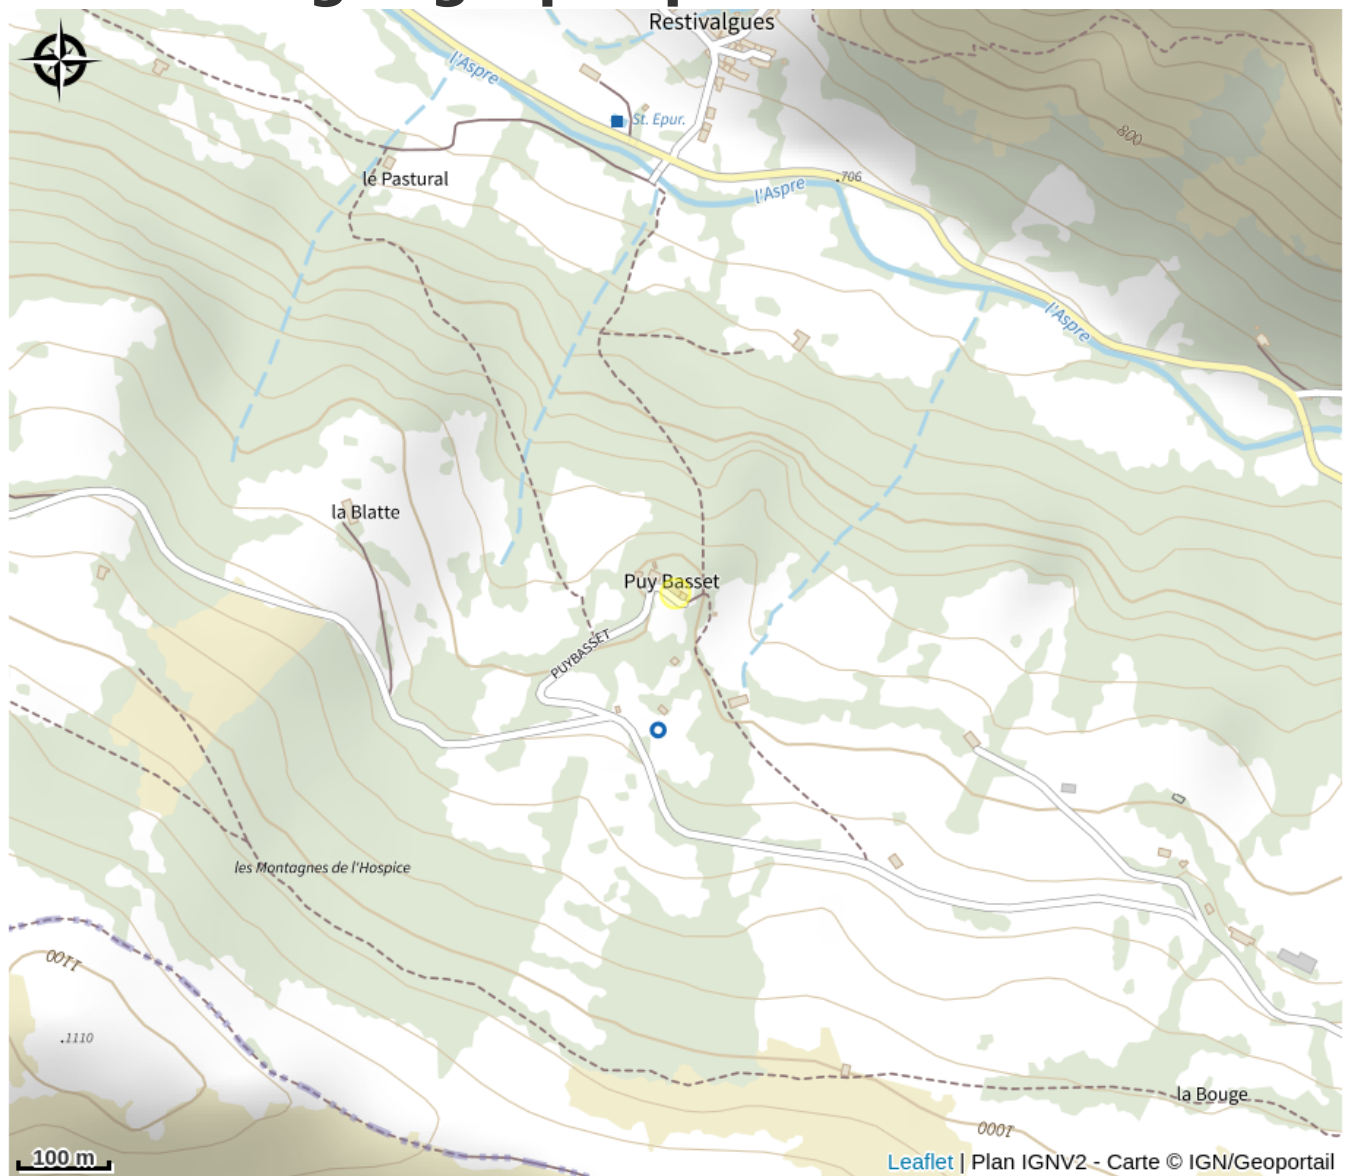 Restivalgues
l'Aspre
St. Epur.
800
lé Pastural
l'Aspre
.706
l'Aspre
la Blatte
Puy Basset
PUYBASSET
les Montagnes de l'Hospice
1100
.1110
la Bouge
1000
100 m
Leaflet | Plan IGNV2 - Carte © IGN/Geoportail